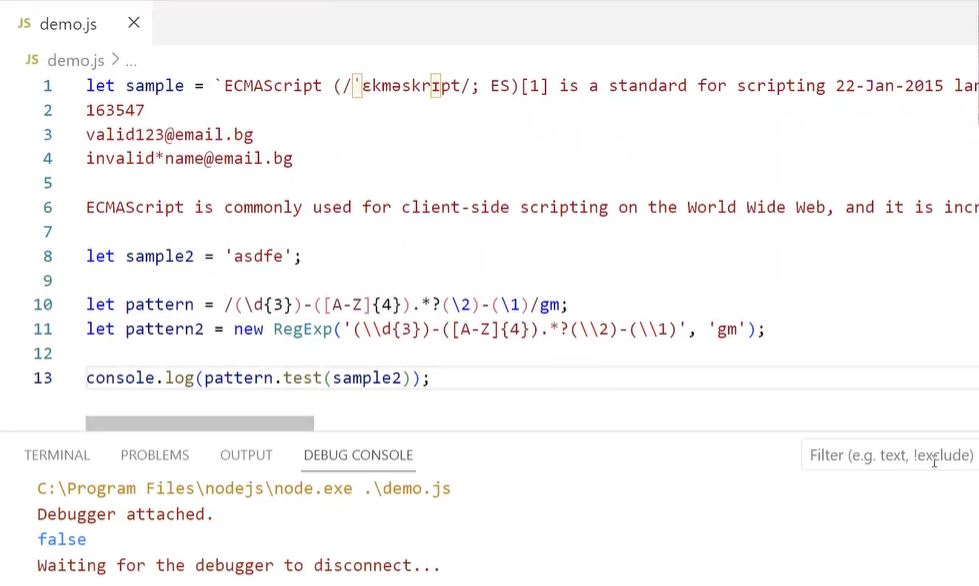 JS demo.js ×
JS demo.js > ...
1 let sample = `ECMAScript (/ˈɛkməskrɪpt/; ES)[1] is a standard for scripting 22-Jan-2015
2 163547
3 valid123@email.bg
4 invalid*name@email.bg
5
6 ECMAScript is commonly used for client-side scripting on the World Wide Web, and it is
7
8 let sample2 = 'asdfe';
9
10 let pattern = /(\d{3})-([A-Z]{4}).*?(\2)-(\1)/gm;
11 let pattern2 = new RegExp('(\\d{3})-([A-Z]{4}).*?(\\2)-(\\1)', 'gm');
12
13 console.log(pattern.test(sample2));
TERMINAL PROBLEMS OUTPUT DEBUG CONSOLE Filter (e.g. text, !exclude)
C:\Program Files\nodejs\node.exe .\demo.js
Debugger attached.
false
Waiting for the debugger to disconnect...